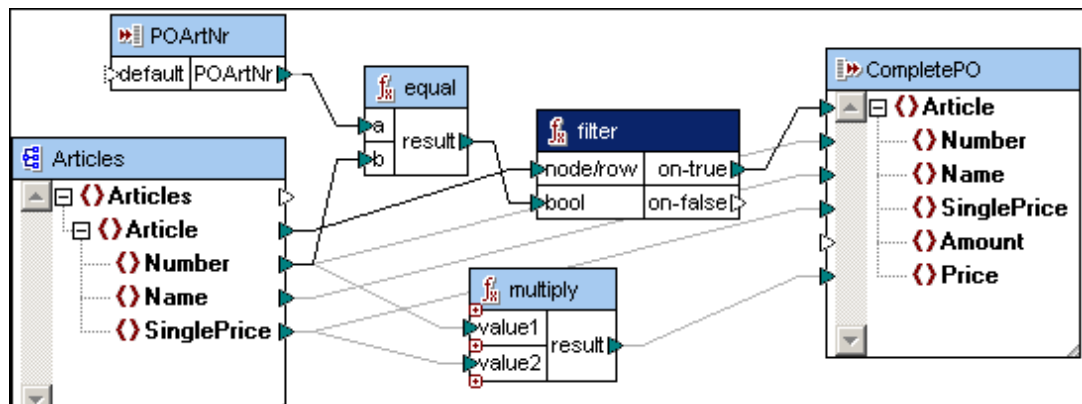 POArtNr
default POArtNr
equal
a
b
result
Articles
Articles
Article
Number
Name
SinglePrice
filter
node/row on-true
bool on-false
multiply
value1
value2
result
CompletePO
Article
Number
Name
SinglePrice
Amount
Price